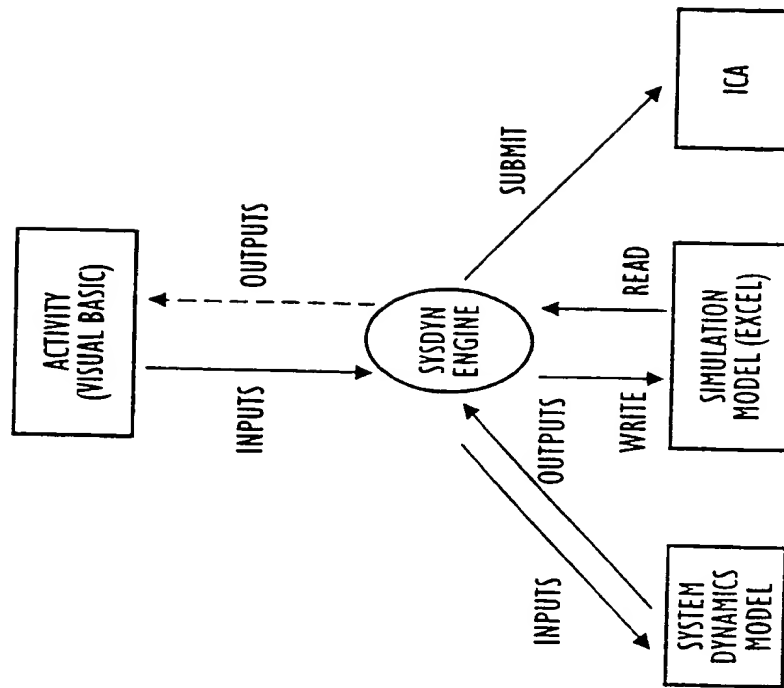 ACTIVITY
(VISUAL BASIC)
INPUTS
OUTPUTS
SYSDYN
ENGINE
INPUTS
OUTPUTS
WRITE
READ
SUBMIT
SYSTEM
DYNAMICS
MODEL
SIMULATION
MODEL (EXCEL)
ICA